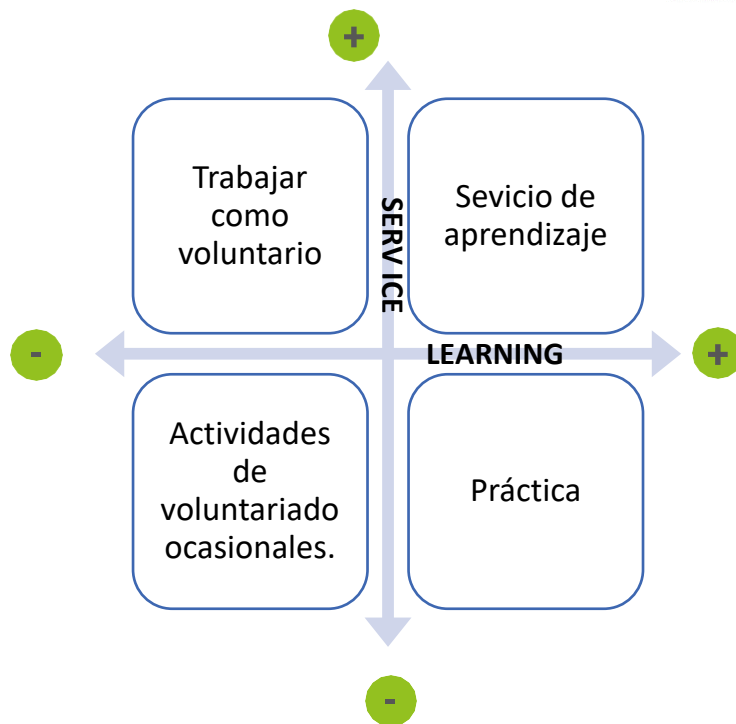 +
Trabajar
como
voluntario
SERV ICE
Sevicio de
aprendizaje
-
LEARNING
+
Actividades
de
voluntariado
ocasionales.
Práctica
-